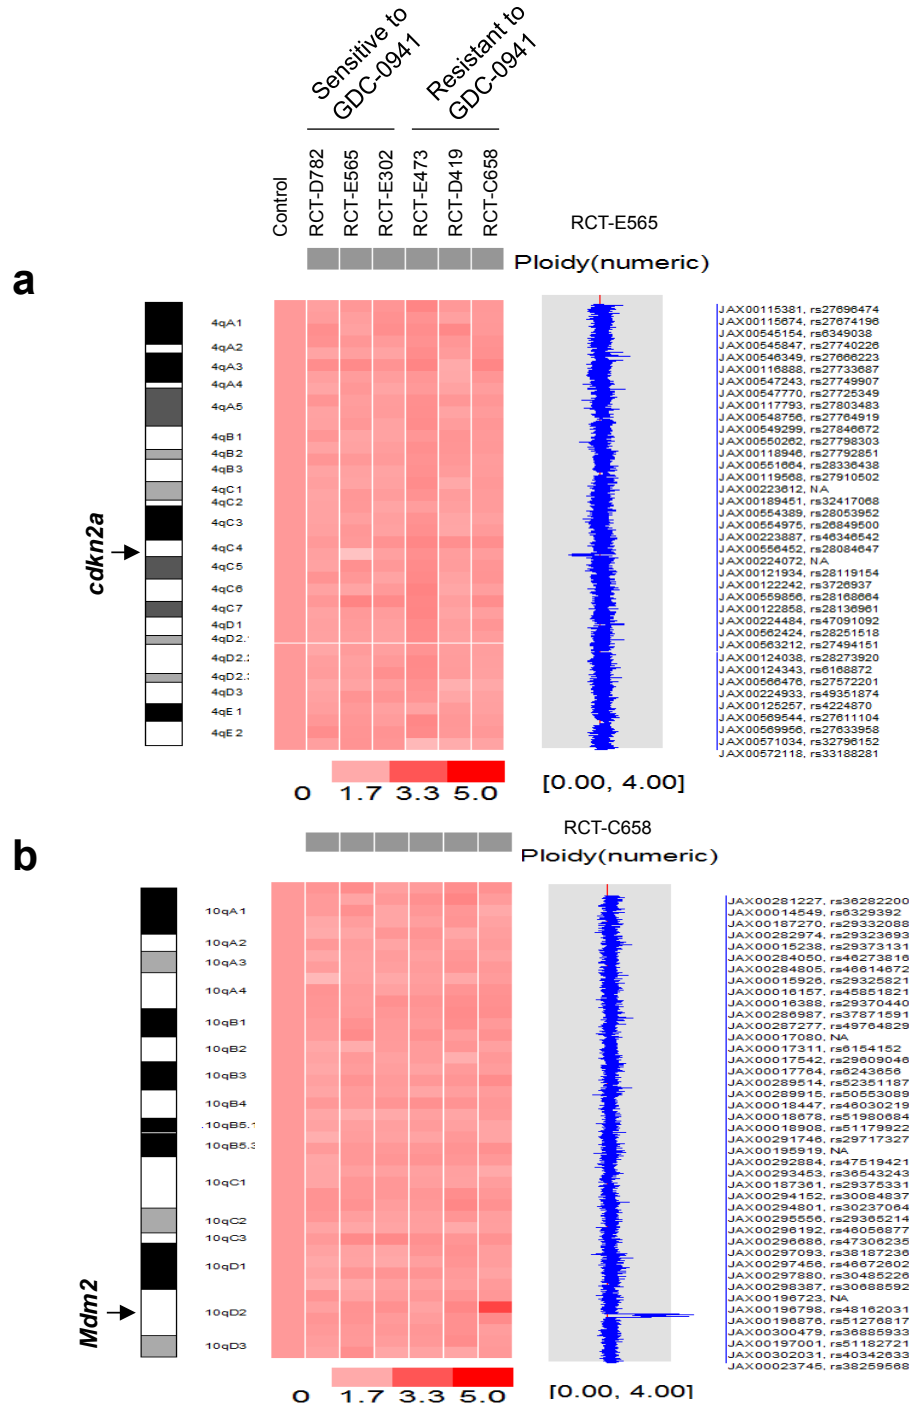 Sensitive to
GDC-0941
Resistant to
GDC-0941
Control
RCT-D782
RCT-E565
RCT-E302
RCT-E473
RCT-D419
RCT-C658
RCT-E565
Ploidy(numeric)
a
cdkn2a
4qA1
4qA2
4qA3
4qA4
4qA5
4qB1
4qB2
4qB3
4qC1
4qC2
4qC3
4qC4
4qC5
4qC6
4qC7
4qD1
4qD2.
4qD2.2
4qD2.3
4qD3
4qE1
4qE2
JAX00115381, rs27696474
JAX00115674, rs27674196
JAX00545154, rs6349038
JAX00545847, rs27740226
JAX00546349, rs27666223
JAX00116888, rs27733687
JAX00547243, rs27749907
JAX00547770, rs27725349
JAX00117793, rs27803483
JAX00548756, rs27764919
JAX00549299, rs27846672
JAX00550262, rs27798303
JAX00118946, rs27792851
JAX00551664, rs28336438
JAX00119568, rs27910502
JAX00223612, NA
JAX00189451, rs32417068
JAX00554389, rs28053952
JAX00554975, rs26849500
JAX00223887, rs46346542
JAX00556452, rs28084647
JAX00224072, NA
JAX00121934, rs28119154
JAX00122242, rs3726937
JAX00559856, rs28168664
JAX00122858, rs28136961
JAX00224484, rs47091092
JAX00562424, rs28251518
JAX00563212, rs27494151
JAX00124038, rs28273920
JAX00124343, rs6168872
JAX00566476, rs27572201
JAX00224933, rs49351874
JAX00125257, rs4224870
JAX00569544, rs27611104
JAX00569956, rs27633958
JAX00571034, rs32796152
JAX00572118, rs33188281
0 1.7 3.3 5.0
[0.00, 4.00]
RCT-C658
Ploidy(numeric)
b
Mdm2
10qA1
10qA2
10qA3
10qA4
10qB1
10qB2
10qB3
10qB4
.10qB5.1
10qB5.3
10qC1
10qC2
10qC3
10qD1
10qD2
10qD3
JAX00281227, rs36282200
JAX00014549, rs6329392
JAX00187270, rs29332088
JAX00282974, rs29323693
JAX00015238, rs29373131
JAX00284050, rs46273816
JAX00284805, rs46614672
JAX00015926, rs29325821
JAX00016157, rs45851821
JAX00016388, rs29370440
JAX00286987, rs37871591
JAX00287277, rs49764829
JAX00017080, NA
JAX00017311, rs6154152
JAX00017542, rs29609046
JAX00017764, rs6243656
JAX00289514, rs52351187
JAX00289915, rs50553089
JAX00018447, rs46030219
JAX00018678, rs51980684
JAX00018908, rs51179922
JAX00291746, rs29717327
JAX00195919, NA
JAX00292884, rs47519421
JAX00293453, rs36543243
JAX00187361, rs29375331
JAX00294152, rs30084837
JAX00294801, rs30237064
JAX00295556, rs29365214
JAX00296192, rs46056877
JAX00296686, rs47306235
JAX00297093, rs38187236
JAX00297456, rs46672602
JAX00297880, rs30485226
JAX00298387, rs30688592
JAX00196723, NA
JAX00196798, rs48162031
JAX00196876, rs51276817
JAX00300479, rs36885933
JAX00197001, rs51182721
JAX00302031, rs40342633
JAX00023745, rs38259568
0 1.7 3.3 5.0
[0.00, 4.00]